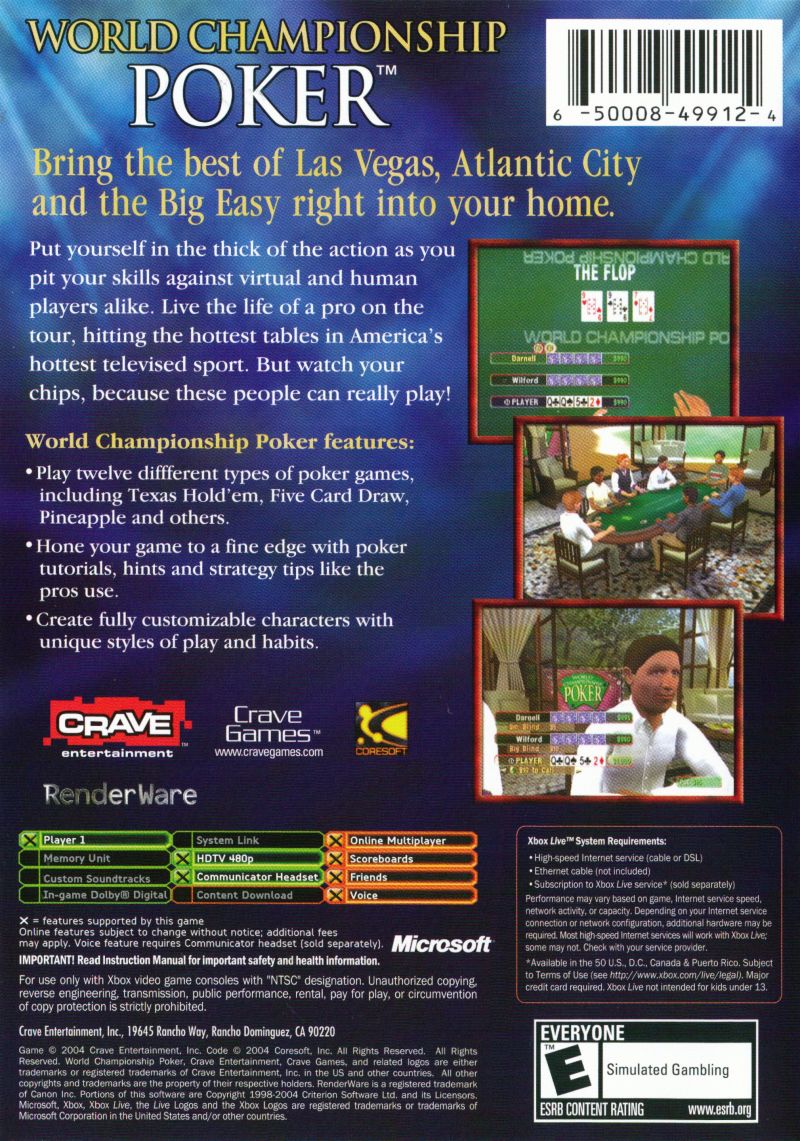 WORLD CHAMPIONSHIP
POKER™
6 -50008-49912- 4
Bring the best of Las Vegas, Atlantic City
and the Big Easy right into your home.
Put yourself in the thick of the action as you
pit your skills against virtual and human
players alike. Live the life of a pro on the
tour, hitting the hottest tables in America's
hottest televised sport. But watch your
chips, because these people can really play!
World Championship Poker features:
• Play twelve diffferent types of poker games,
including Texas Hold'em, Five Card Draw,
Pineapple and others.
• Hone your game to a fine edge with poker
tutorials, hints and strategy tips like the
pros use.
• Create fully customizable characters with
unique styles of play and habits.
THE FLOP
WORLD CHAMPIONSHIP PO
Darnell $990
Wilford $990
PLAYER Q Q 5 2 $990
WORLD
CHAMPIONSHIP
POKER
Darnell $995
Wilford
Big Blind $10
PLAYER Q Q 5 2
$10 to Call
CRAVE™
entertainment
Crave
Games™
www.cravegames.com
CORESOFT
RenderWare
Player 1
Memory Unit
Custom Soundtracks
In-game Dolby® Digital
System Link
HDTV 480p
Communicator Headset
Content Download
Online Multiplayer
Scoreboards
Friends
Voice
X = features supported by this game
Online features subject to change without notice; additional fees
may apply. Voice feature requires Communicator headset (sold separately).
Microsoft®
IMPORTANT! Read Instruction Manual for important safety and health information.
For use only with Xbox video game consoles with "NTSC" designation. Unauthorized copying,
reverse engineering, transmission, public performance, rental, pay for play, or circumvention
of copy protection is strictly prohibited.
Crave Entertainment, Inc., 19645 Rancho Way, Rancho Dominguez, CA 90220
Game © 2004 Crave Entertainment, Inc. Code © 2004 Coresoft, Inc. All Rights Reserved. All Rights
Reserved. World Championship Poker, Crave Entertainment, Crave Games, and related logos are either
trademarks or registered trademarks of Crave Entertainment, Inc. in the US and other countries. All other
copyrights and trademarks are the property of their respective holders. RenderWare is a registered trademark
of Canon Inc. Portions of this software are Copyright 1998-2004 Criterion Software Ltd. and its Licensors.
Microsoft, Xbox, Xbox Live, the Live Logos and the Xbox Logos are registered trademarks or trademarks of
Microsoft Corporation in the United States and/or other countries.
Xbox Live™ System Requirements:
• High-speed Internet service (cable or DSL)
• Ethernet cable (not included)
• Subscription to Xbox Live service* (sold separately)
Performance may vary based on game, Internet service speed,
network activity, or capacity. Depending on your Internet service
connection or network configuration, additional hardware may be
required. Most high-speed Internet services will work with Xbox Live;
some may not. Check with your service provider.
*Available in the 50 U.S., D.C., Canada & Puerto Rico. Subject
to Terms of Use (see http://www.xbox.com/live/legal). Major
credit card required. Xbox Live not intended for kids under 13.
EVERYONE
E™
Simulated Gambling
ESRB CONTENT RATING www.esrb.org